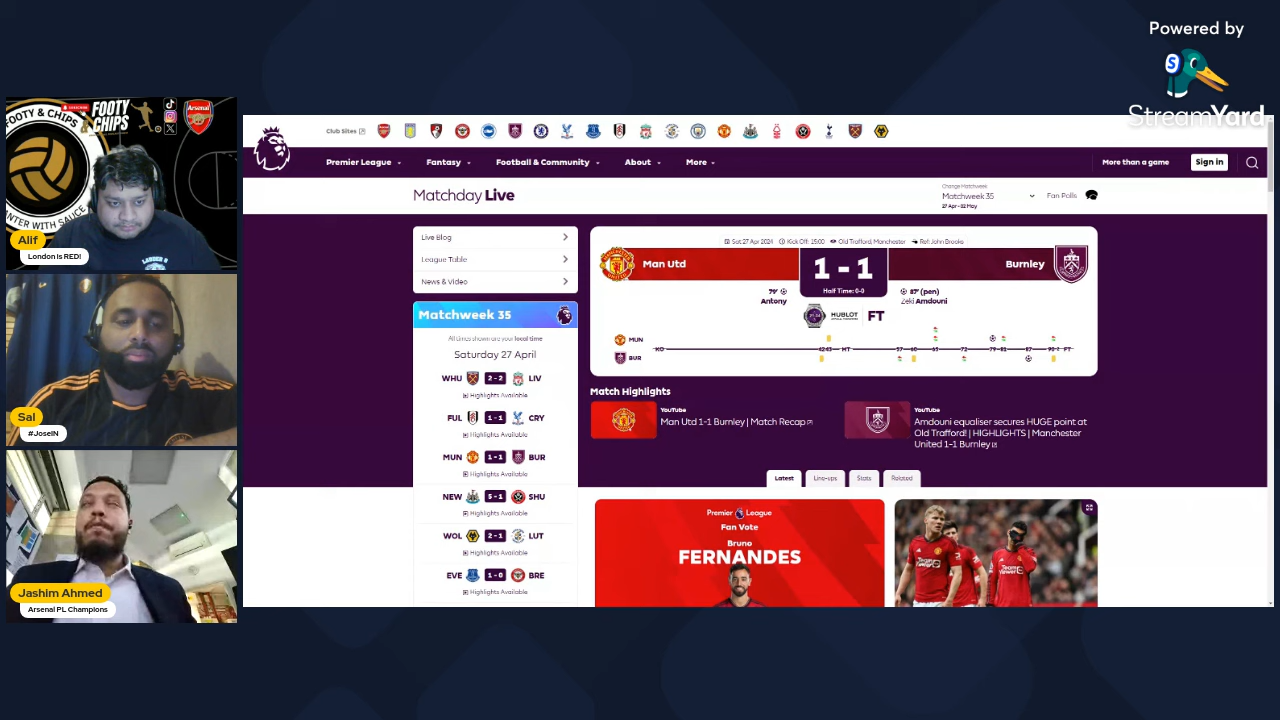 Powered by
StreamYard
FOOTY & CHIPS
FOOTY
CHIPS
SUBSCRIBE
Arsenal
Alif
London is RED!
Sal
#JoseIN
Jashim Ahmed
Arsenal PL Champions
Club Sites
Premier League
Fantasy
Football & Community
About
More
More than a game
Sign in
Matchday Live
Change Matchweek
Matchweek 35
27 Apr - 02 May
Fan Polls
Live Blog
League Table
News & Video
Matchweek 35
All times shown are your local time
Saturday 27 April
WHU 2 - 2 LIV
Highlights Available
FUL 1 - 1 CRY
Highlights Available
MUN 1 - 1 BUR
Highlights Available
NEW 5 - 1 SHU
Highlights Available
WOL 2 - 1 LUT
Highlights Available
EVE 1 - 0 BRE
Highlights Available
Sat 27 Apr 2024 Kick Off: 15:00 Old Trafford, Manchester Ref: John Brooks
Man Utd 1 - 1 Burnley
Half Time: 0-0
79'
Antony
87' (pen)
Zeki Amdouni
HUBLOT FT
MUN
BUR
KO HT FT
Match Highlights
YouTube
Man Utd 1-1 Burnley | Match Recap
YouTube
Amdouni equaliser secures HUGE point at
Old Trafford! | HIGHLIGHTS | Manchester
United 1-1 Burnley
Latest
Line-ups
Stats
Related
Premier League
Fan Vote
Bruno
FERNANDES